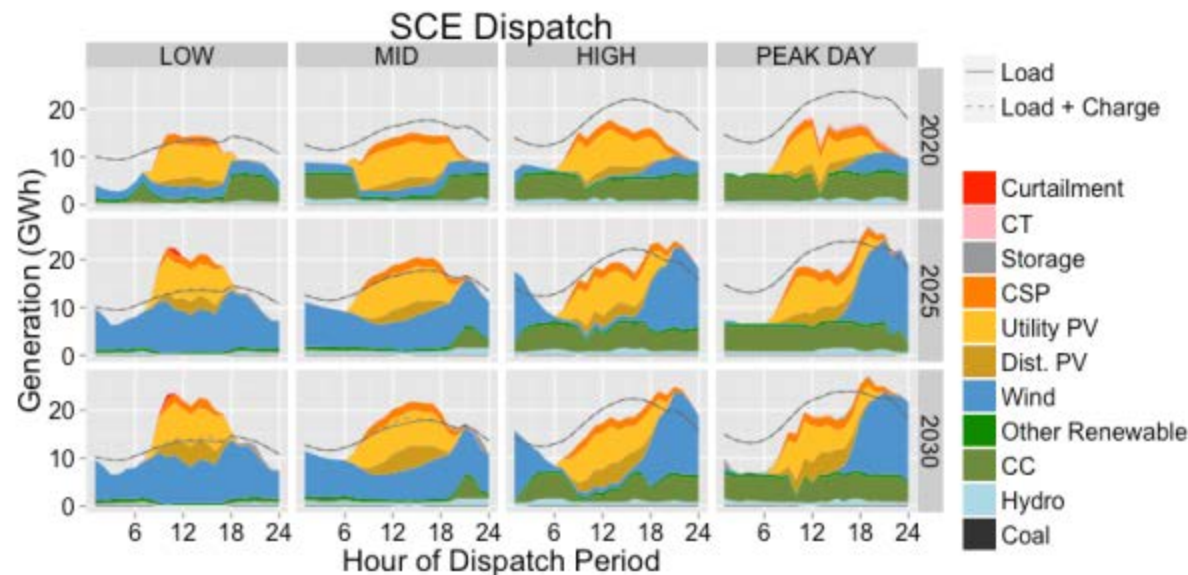 SCE Dispatch
LOW MID HIGH PEAK DAY
20
10
0
2020
20
10
0
2025
20
10
0
2030
6 12 18 24 6 12 18 24 6 12 18 24 6 12 18 24
Generation (GWh)
Hour of Dispatch Period
Load
Load + Charge
Curtailment
CT
Storage
CSP
Utility PV
Dist. PV
Wind
Other Renewable
CC
Hydro
Coal